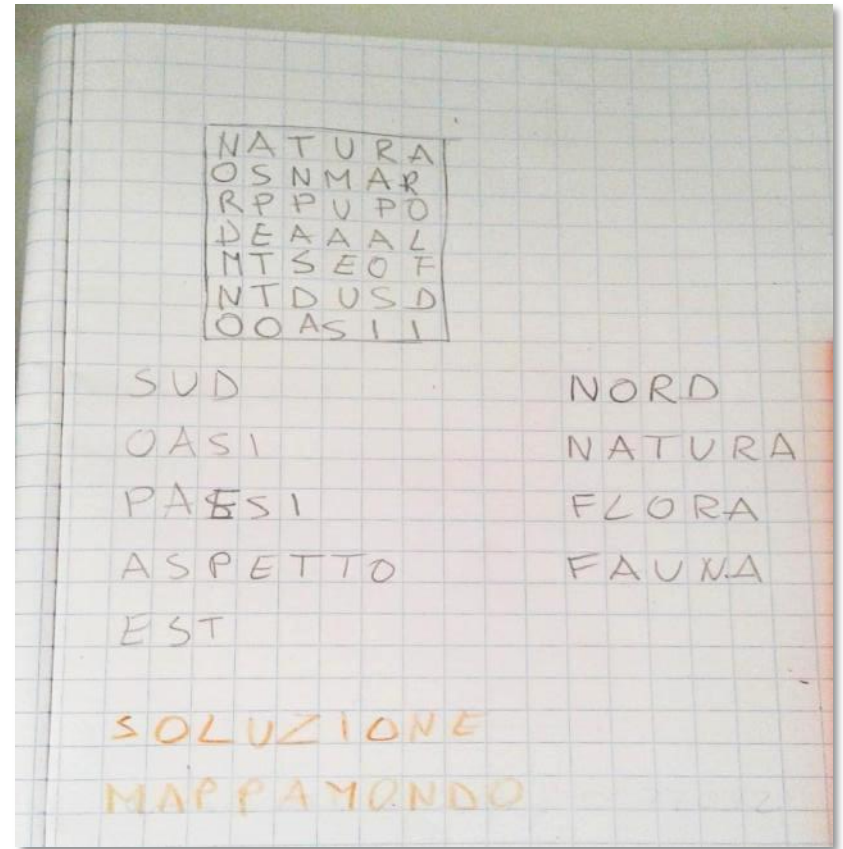 NATURA
OSNMAR
RPPUPO
DEAAAL
MTSEOF
NTDUSD
OOASII
SUD NORD
OASI NATURA
PAESI FLORA
ASPETTO FAUNA
EST
SOLUZIONE
MAPPAMONDO